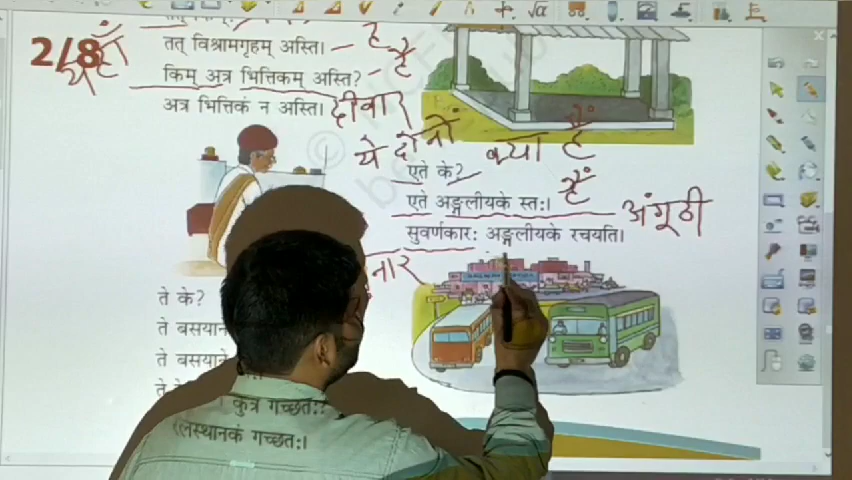 2/8 यहाँ
तत् विश्रामगृहम् अस्ति। – है
किम् अत्र भित्तिकम् अस्ति? – है
अत्र भित्तिकं न अस्ति। दीवार
ये दोनों क्या हैं
एते के?
एते अङ्गुलीयके स्तः। हैं
अंगूठी
सुवर्णकारः अङ्गुलीयके रचयति।
नार
ते के?
ते बसयान
ते बसयाने
कुत्र गच्छतः?
स्थानकं गच्छतः।